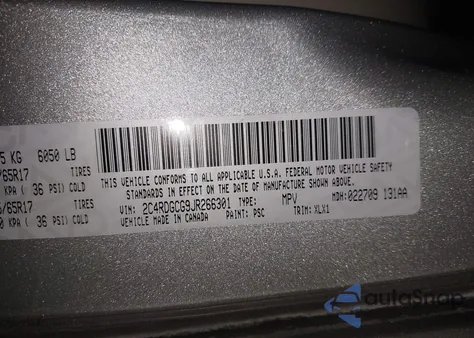 5 KG 6050 LB
/65R17 TIRES
KPA ( 36 PSI) COLD
/65R17 TIRES
0 KPA ( 36 PSI) COLD
THIS VEHICLE CONFORMS TO ALL APPLICABLE U.S.A. FEDERAL MOTOR VEHICLE SAFETY
STANDARDS IN EFFECT ON THE DATE OF MANUFACTURE SHOWN ABOVE.
VIN: 2C4RDGCG9JR266301 TYPE: MPV MDH:022709 131AA
VEHICLE MADE IN CANADA PAINT: PSC TRIM: XLX1
autosnap